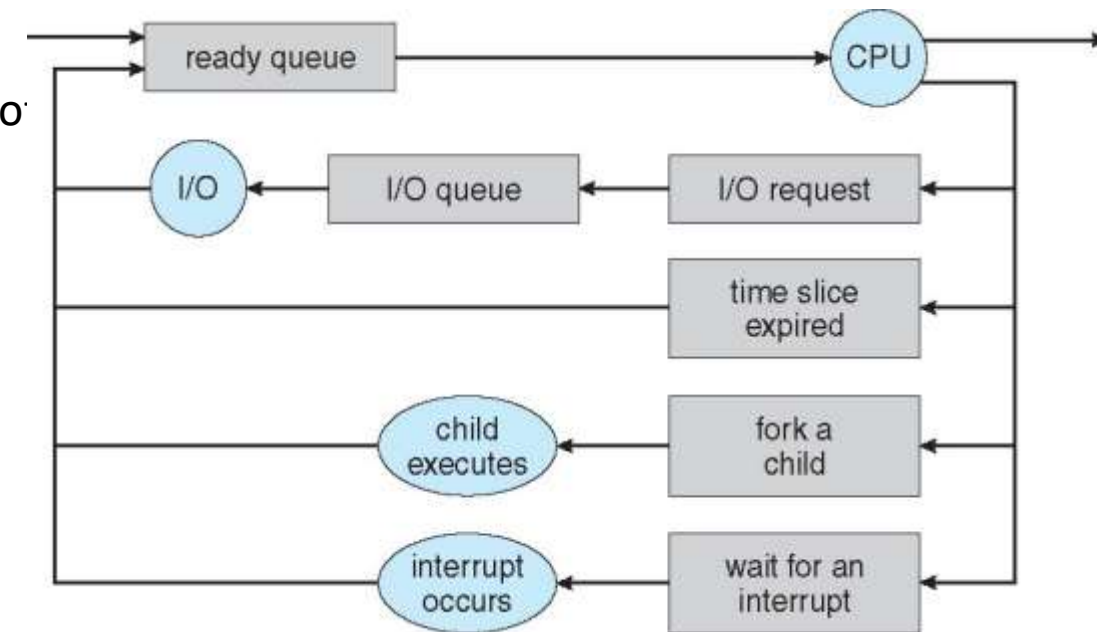 ready queue
CPU
I/O
I/O queue
I/O request
time slice
expired
child
executes
fork a
child
interrupt
occurs
wait for an
interrupt